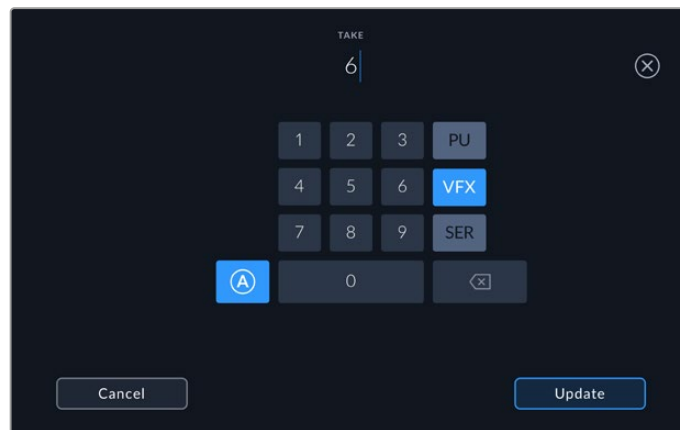 TAKE
6
1 2 3 PU
4 5 6 VFX
7 8 9 SER
A 0
Cancel Update